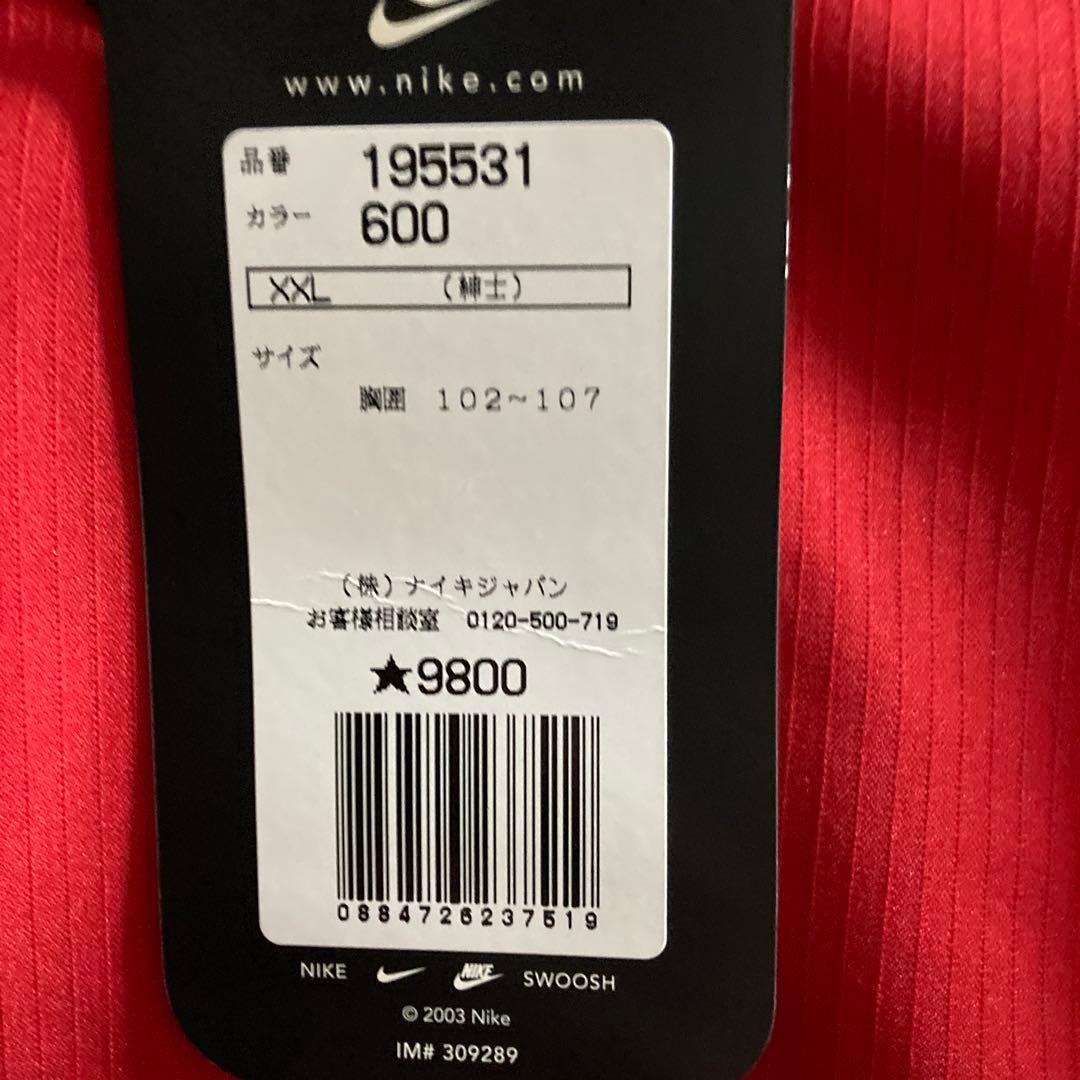 www.nike.com
品番 195531
カラー 600
XXL (紳士)
サイズ
胸囲 102~107
(株)ナイキジャパン
お客様相談室 0120-500-719
★9800
0884726237519
NIKE NIKE SWOOSH
© 2003 Nike
IM# 309289